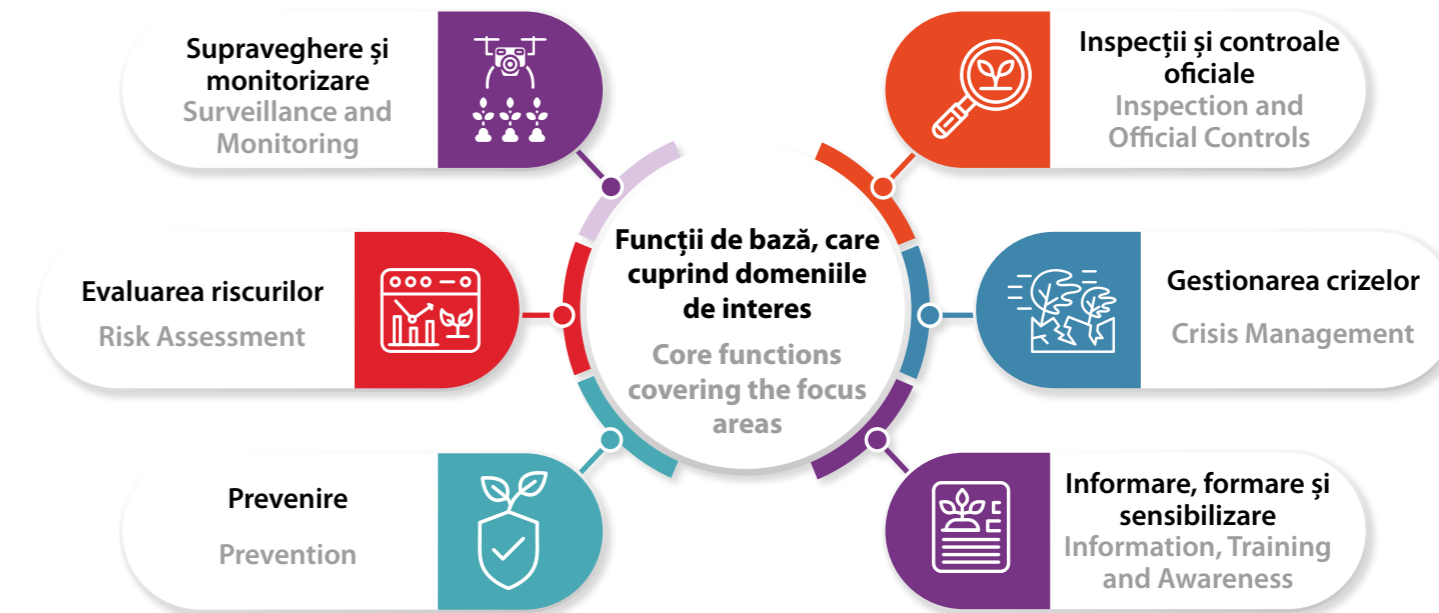 Supraveghere și
monitorizare
Surveillance and
Monitoring
Evaluarea riscurilor
Risk Assessment
Prevenire
Prevention
Funcții de bază, care
cuprind domeniile
de interes
Core functions
covering the focus
areas
Inspecții și controale
oficiale
Inspection and
Official Controls
Gestionarea crizelor
Crisis Management
Informare, formare și
sensibilizare
Information, Training
and Awareness